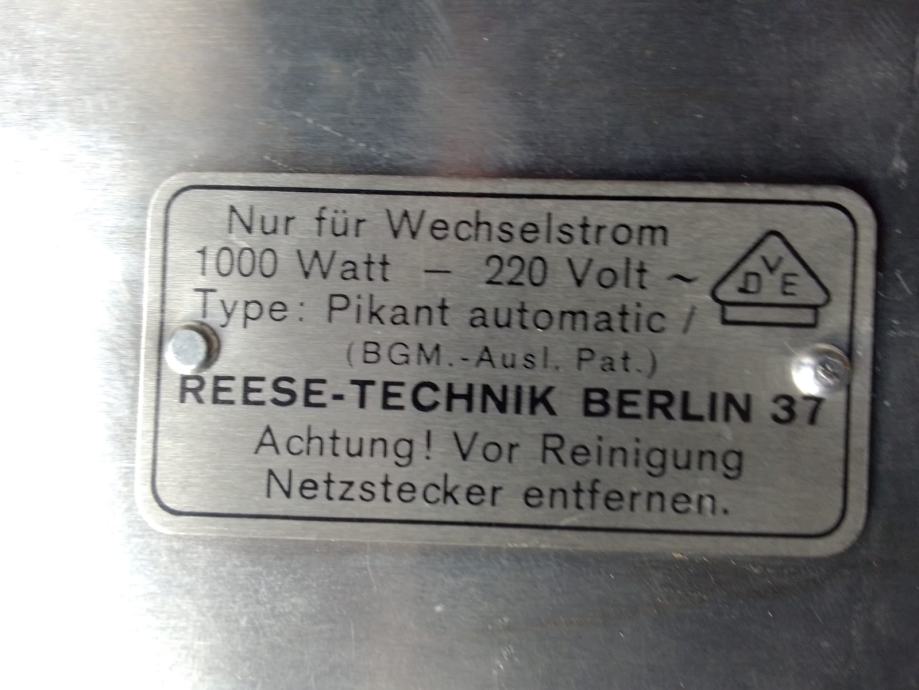 Nur für Wechselstrom
1000 Watt – 220 Volt ~
Type: Pikant automatic /
(BGM.-Ausl. Pat.)
REESE-TECHNIK BERLIN 37
Achtung! Vor Reinigung
Netzstecker entfernen.
DVE